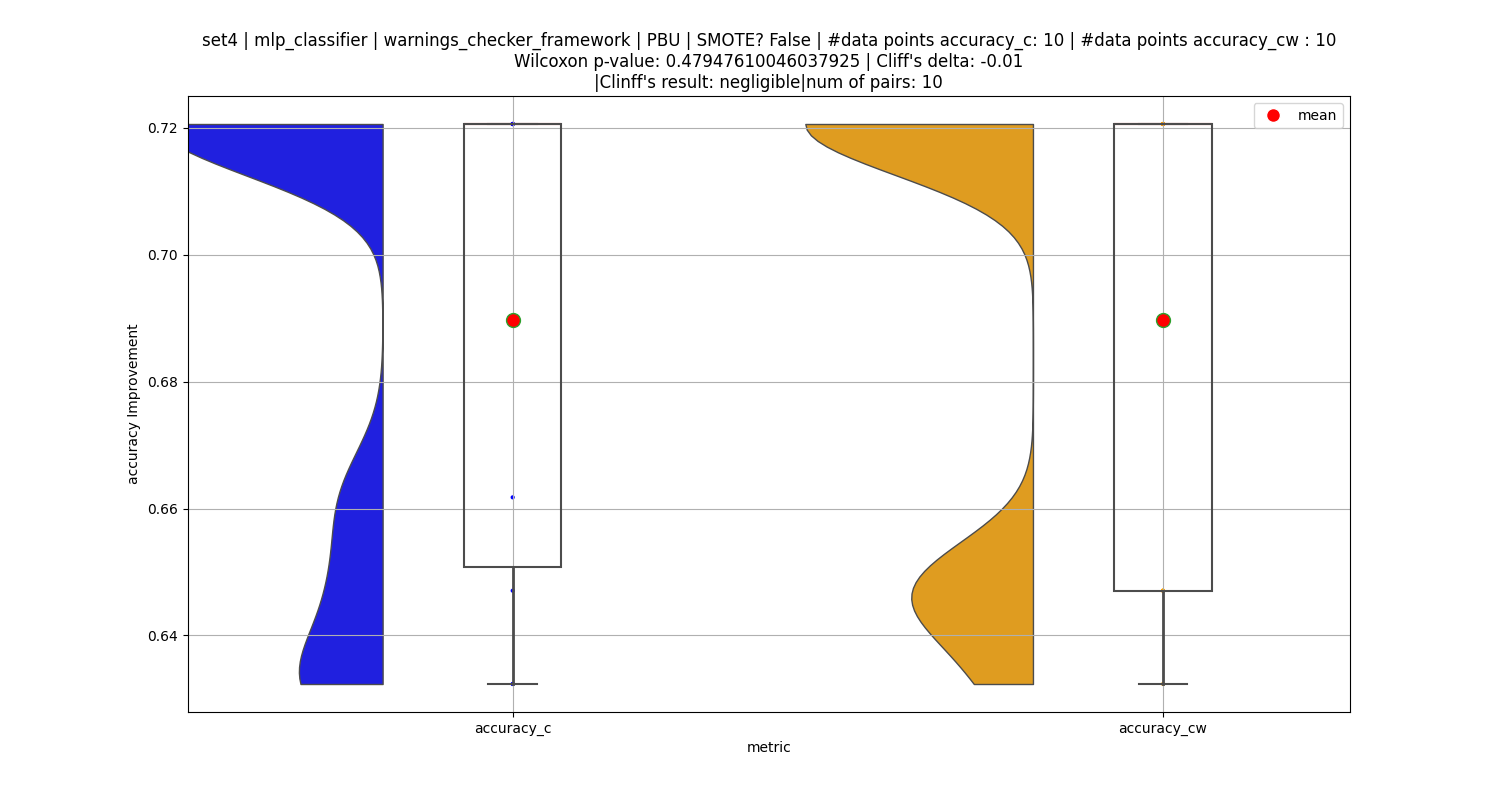 set4 | mlp_classifier | warnings_checker_framework | PBU | SMOTE? False | #data points accuracy_c: 10 | #data points accuracy_cw : 10
Wilcoxon p-value: 0.47947610046037925 | Cliff's delta: -0.01
|Clinff's result: negligible|num of pairs: 10
mean
0.72
0.70
0.68
0.66
0.64
accuracy Improvement
accuracy_c
accuracy_cw
metric